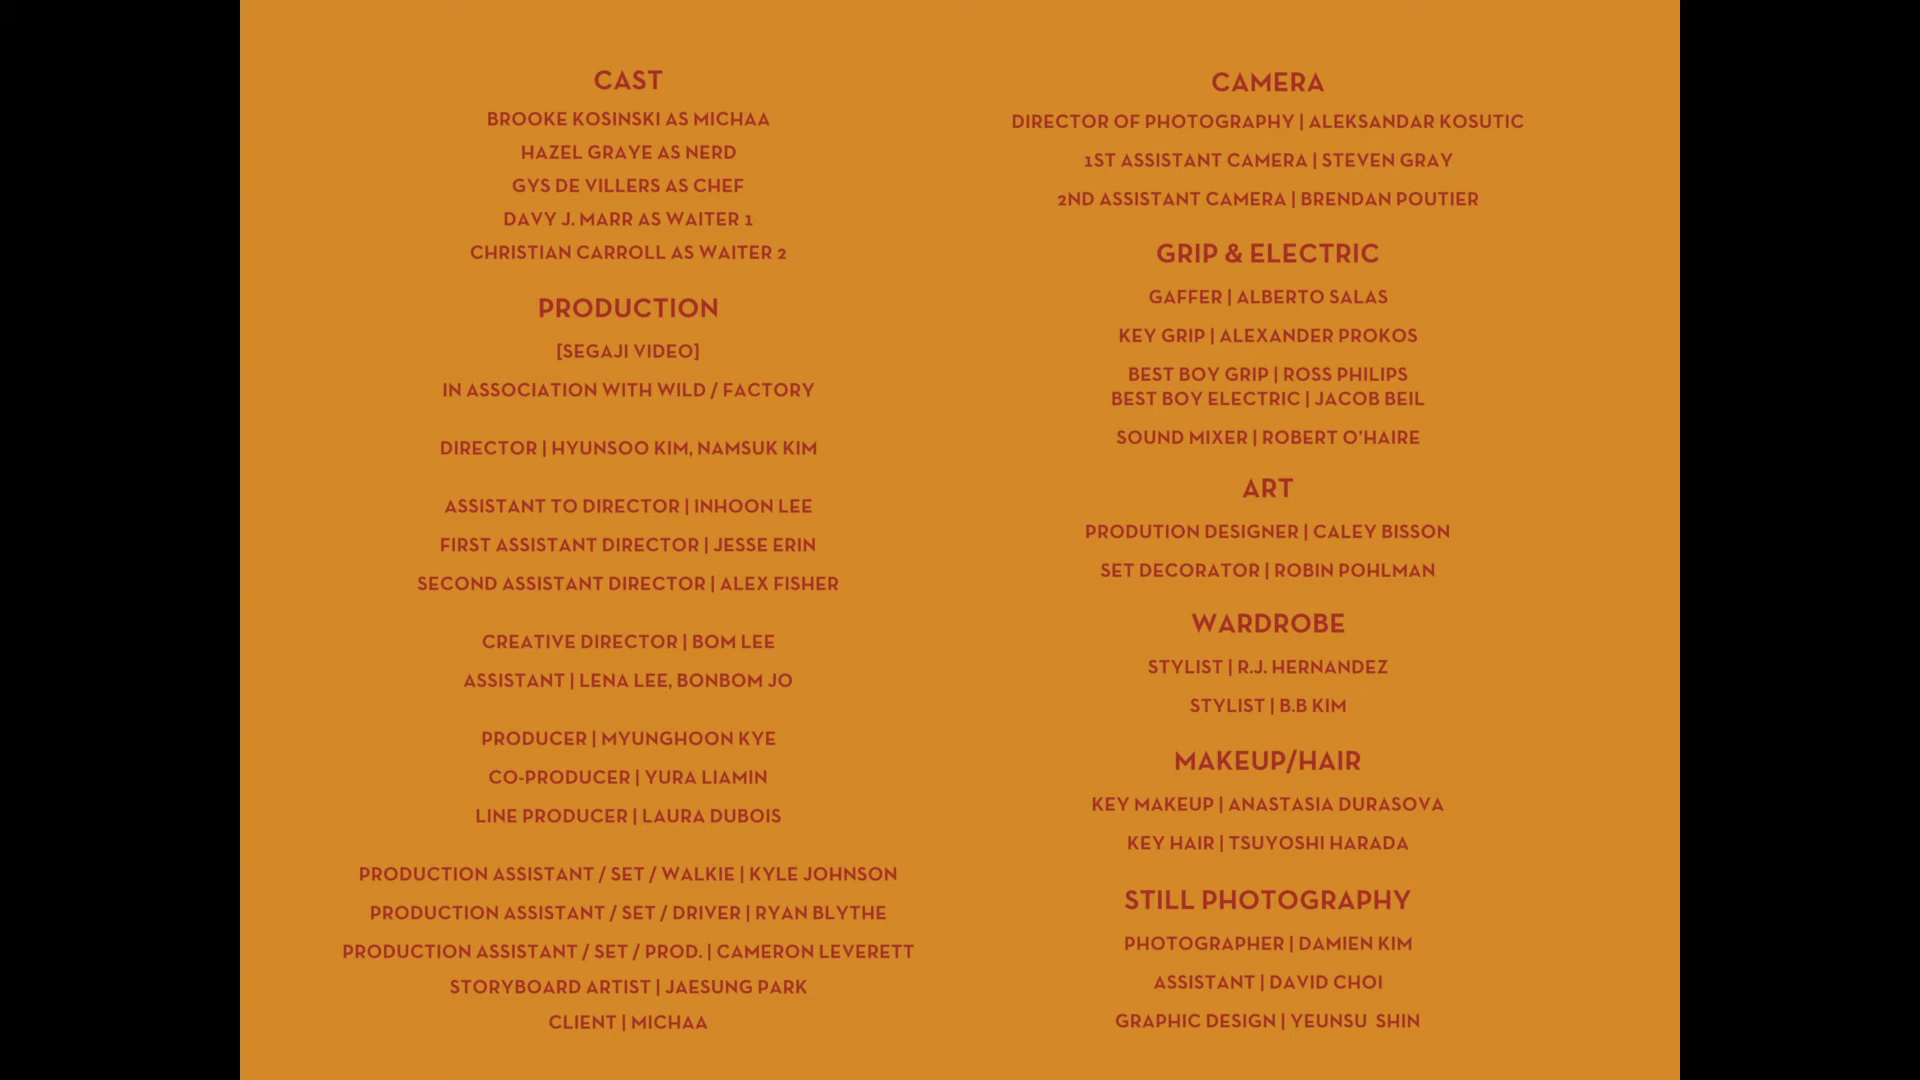 CAST
BROOKE KOSINSKI AS MICHAA
HAZEL GRAYE AS NERD
GYS DE VILLERS AS CHEF
DAVY J. MARR AS WAITER 1
CHRISTIAN CARROLL AS WAITER 2
PRODUCTION
[SEGAJI VIDEO]
IN ASSOCIATION WITH WILD / FACTORY
DIRECTOR | HYUNSOO KIM, NAMSUK KIM
ASSISTANT TO DIRECTOR | INHOON LEE
FIRST ASSISTANT DIRECTOR | JESSE ERIN
SECOND ASSISTANT DIRECTOR | ALEX FISHER
CREATIVE DIRECTOR | BOM LEE
ASSISTANT | LENA LEE, BONBOM JO
PRODUCER | MYUNGHOON KYE
CO-PRODUCER | YURA LIAMIN
LINE PRODUCER | LAURA DUBOIS
PRODUCTION ASSISTANT / SET / WALKIE | KYLE JOHNSON
PRODUCTION ASSISTANT / SET / DRIVER | RYAN BLYTHE
PRODUCTION ASSISTANT / SET / PROD. | CAMERON LEVERETT
STORYBOARD ARTIST | JAESUNG PARK
CLIENT | MICHAA
CAMERA
DIRECTOR OF PHOTOGRAPHY | ALEKSANDAR KOSUTIC
1ST ASSISTANT CAMERA | STEVEN GRAY
2ND ASSISTANT CAMERA | BRENDAN POUTIER
GRIP & ELECTRIC
GAFFER | ALBERTO SALAS
KEY GRIP | ALEXANDER PROKOS
BEST BOY GRIP | ROSS PHILIPS
BEST BOY ELECTRIC | JACOB BEIL
SOUND MIXER | ROBERT O'HAIRE
ART
PRODUTION DESIGNER | CALEY BISSON
SET DECORATOR | ROBIN POHLMAN
WARDROBE
STYLIST | R.J. HERNANDEZ
STYLIST | B.B KIM
MAKEUP/HAIR
KEY MAKEUP | ANASTASIA DURASOVA
KEY HAIR | TSUYOSHI HARADA
STILL PHOTOGRAPHY
PHOTOGRAPHER | DAMIEN KIM
ASSISTANT | DAVID CHOI
GRAPHIC DESIGN | YEUNSU SHIN